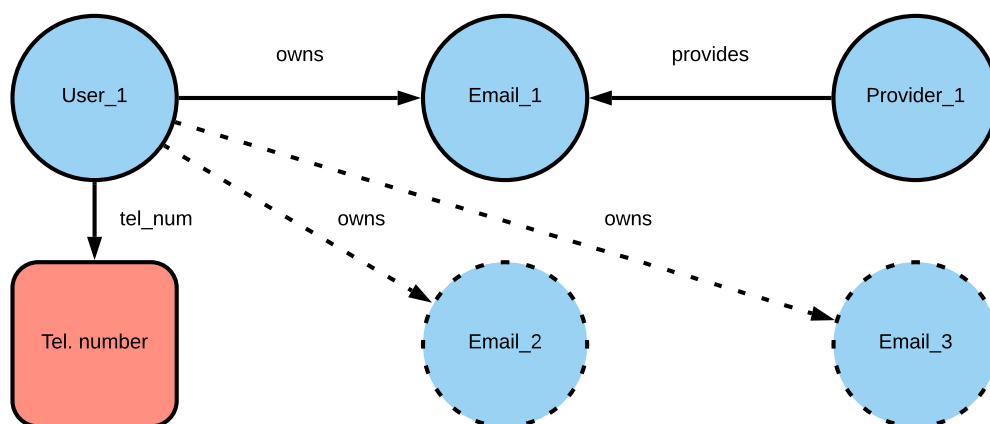 owns
provides
User_1
Email_1
Provider_1
tel_num
owns
owns
Tel. number
Email_2
Email_3